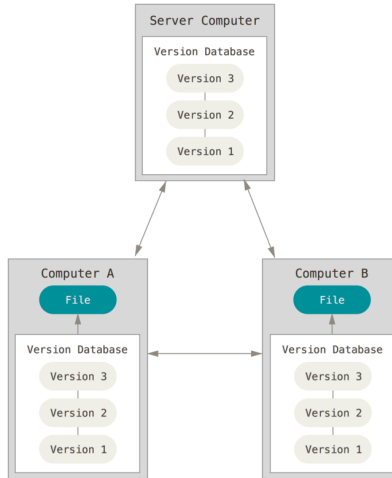 Server Computer
Version Database
Version 3
Version 2
Version 1
Computer A
File
Version Database
Version 3
Version 2
Version 1
Computer B
File
Version Database
Version 3
Version 2
Version 1